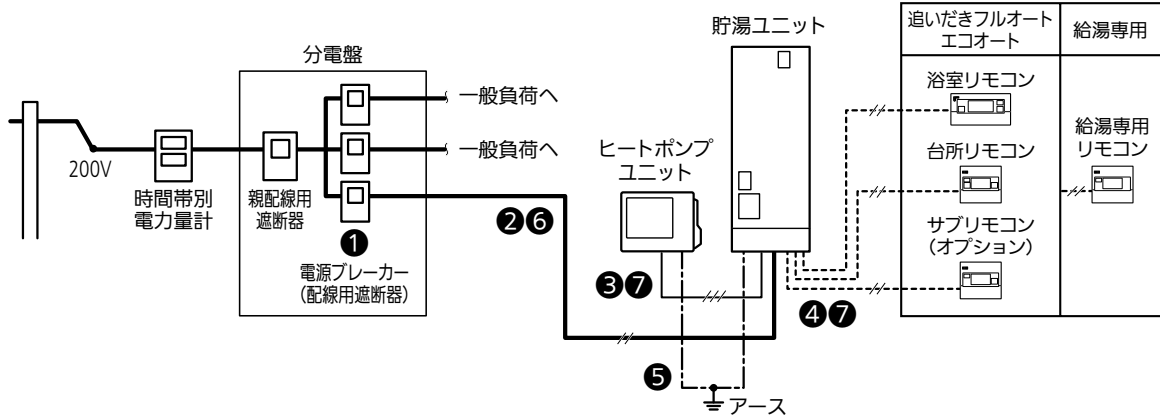 分電盤
一般負荷へ
一般負荷へ
200V
時間帯別
電力量計
親配線用
遮断器
❶
電源ブレーカー
(配線用遮断器)
❷❻
ヒートポンプ
ユニット
貯湯ユニット
❸❼
❹❼
❺
アース
追いだきフルオート
エコオート
給湯専用
浴室リモコン
台所リモコン
サブリモコン
(オプション)
給湯専用
リモコン